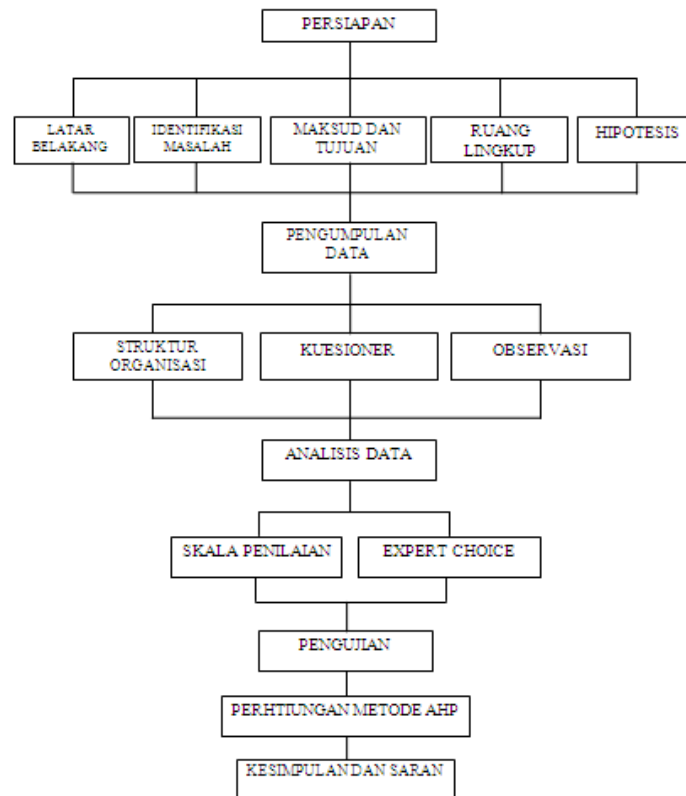 PERSIAPAN
LATAR
BELAKANG
IDENTIFIKASI
MASALAH
MAKSUD DAN
TUJUAN
RUANG
LINGKUP
HIPOTESIS
PENGUMPULAN
DATA
STRUKTUR
ORGANISASI
KUESIONER
OBSERVASI
ANALISIS DATA
SKALA PENILAIAN
EXPERT CHOICE
PENGUJIAN
PERHTIUNGAN METODE AHP
KESIMPULAN DAN SARAN